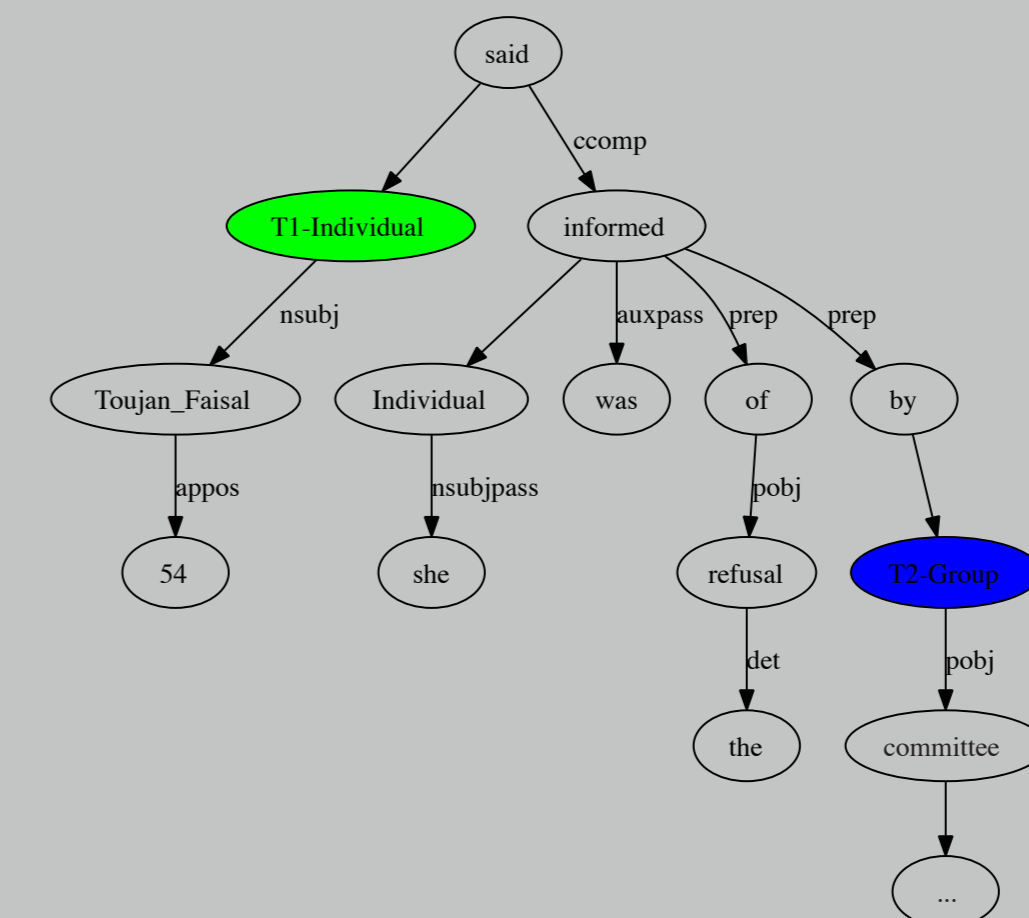 said
ccomp
T1-Individual informed
nsubj auxpass prep prep
Toujan_Faisal Individual was of by
appos nsubjpass pobj
54 she refusal T2-Group
det pobj
the committee
...